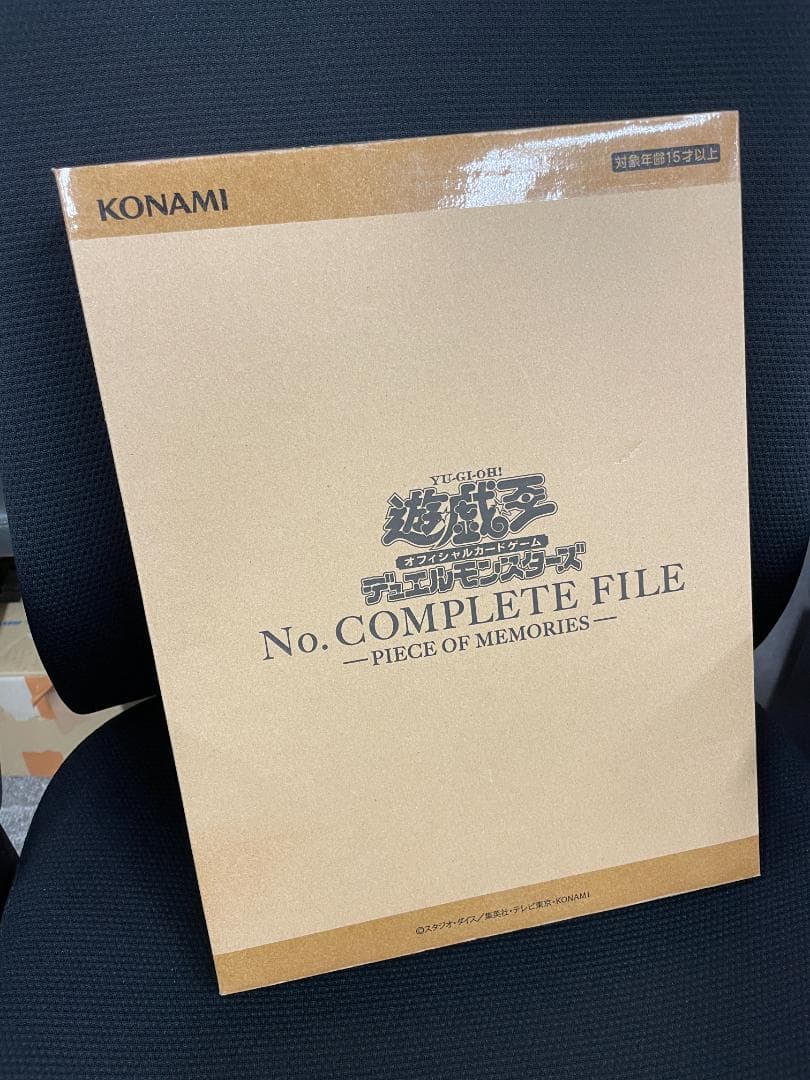 KONAMI
対象年齢15才以上
YU-GI-OH!
遊戯王
オフィシャルカードゲーム
デュエルモンスターズ
No. COMPLETE FILE
—PIECE OF MEMORIES—
©スタジオ・ダイス／集英社・テレビ東京・KONAMI